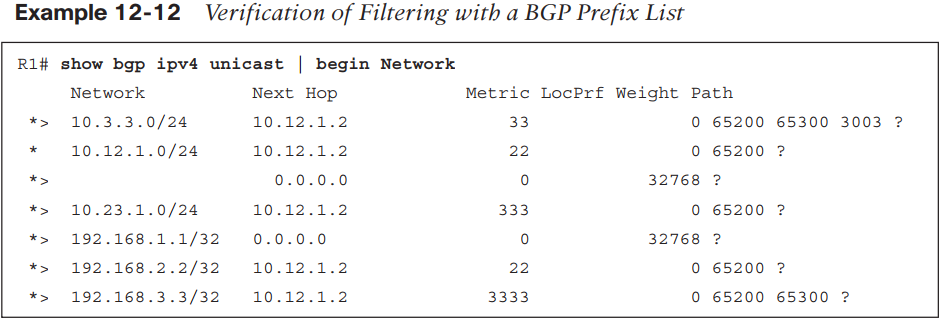 Example 12-12 Verification of Filtering with a BGP Prefix List
R1# show bgp ipv4 unicast | begin Network
Network Next Hop Metric LocPrf Weight Path
*> 10.3.3.0/24 10.12.1.2 33 0 65200 65300 3003 ?
* 10.12.1.0/24 10.12.1.2 22 0 65200 ?
*> 0.0.0.0 0 32768 ?
*> 10.23.1.0/24 10.12.1.2 333 0 65200 ?
*> 192.168.1.1/32 0.0.0.0 0 32768 ?
*> 192.168.2.2/32 10.12.1.2 22 0 65200 ?
*> 192.168.3.3/32 10.12.1.2 3333 0 65200 65300 ?